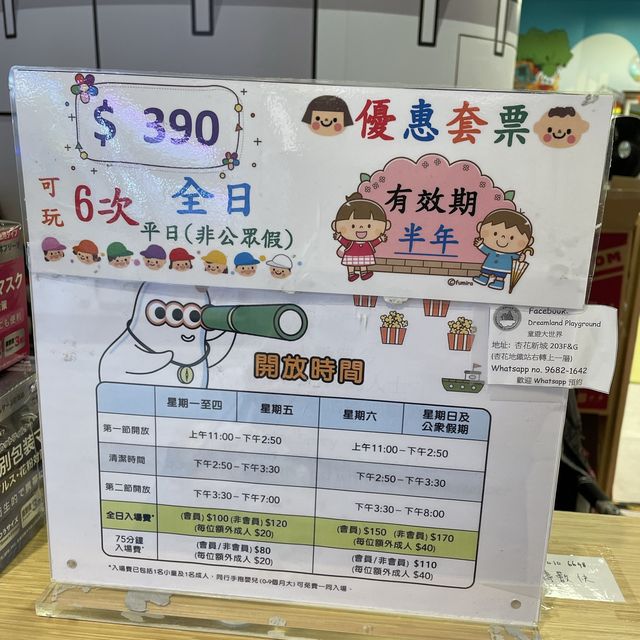 $ 390
優惠套票
可玩 6次 全日
平日(非公眾假)
有效期
半年
©fumira
Facebook:
Dreamland Playground
童遊大世界
地址: 杏花新城 203F&G
(杏花地鐵站右轉上一層)
Whatsapp no. 9682-1642
歡迎 Whatsapp 預約
開放時間
星期一至四 星期五 星期六 星期日及公眾假期
第一節開放 上午11:00–下午2:50 上午11:00–下午2:50
清潔時間 下午2:50–下午3:30 下午2:50–下午3:30
第二節開放 下午3:30–下午7:00 下午3:30–下午8:00
全日入場費* (會員) $100 (非會員) $120 (會員) $150 (非會員) $170
(每位額外成人 $20) (每位額外成人 $40)
75分鐘入場費* (會員/非會員) $80 (會員/非會員) $110
(每位額外成人 $20) (每位額外成人 $40)
*入場費已包括1名小童及1名成人，同行手抱嬰兒 (0-9個月大) 可免費一同入場。
マスク